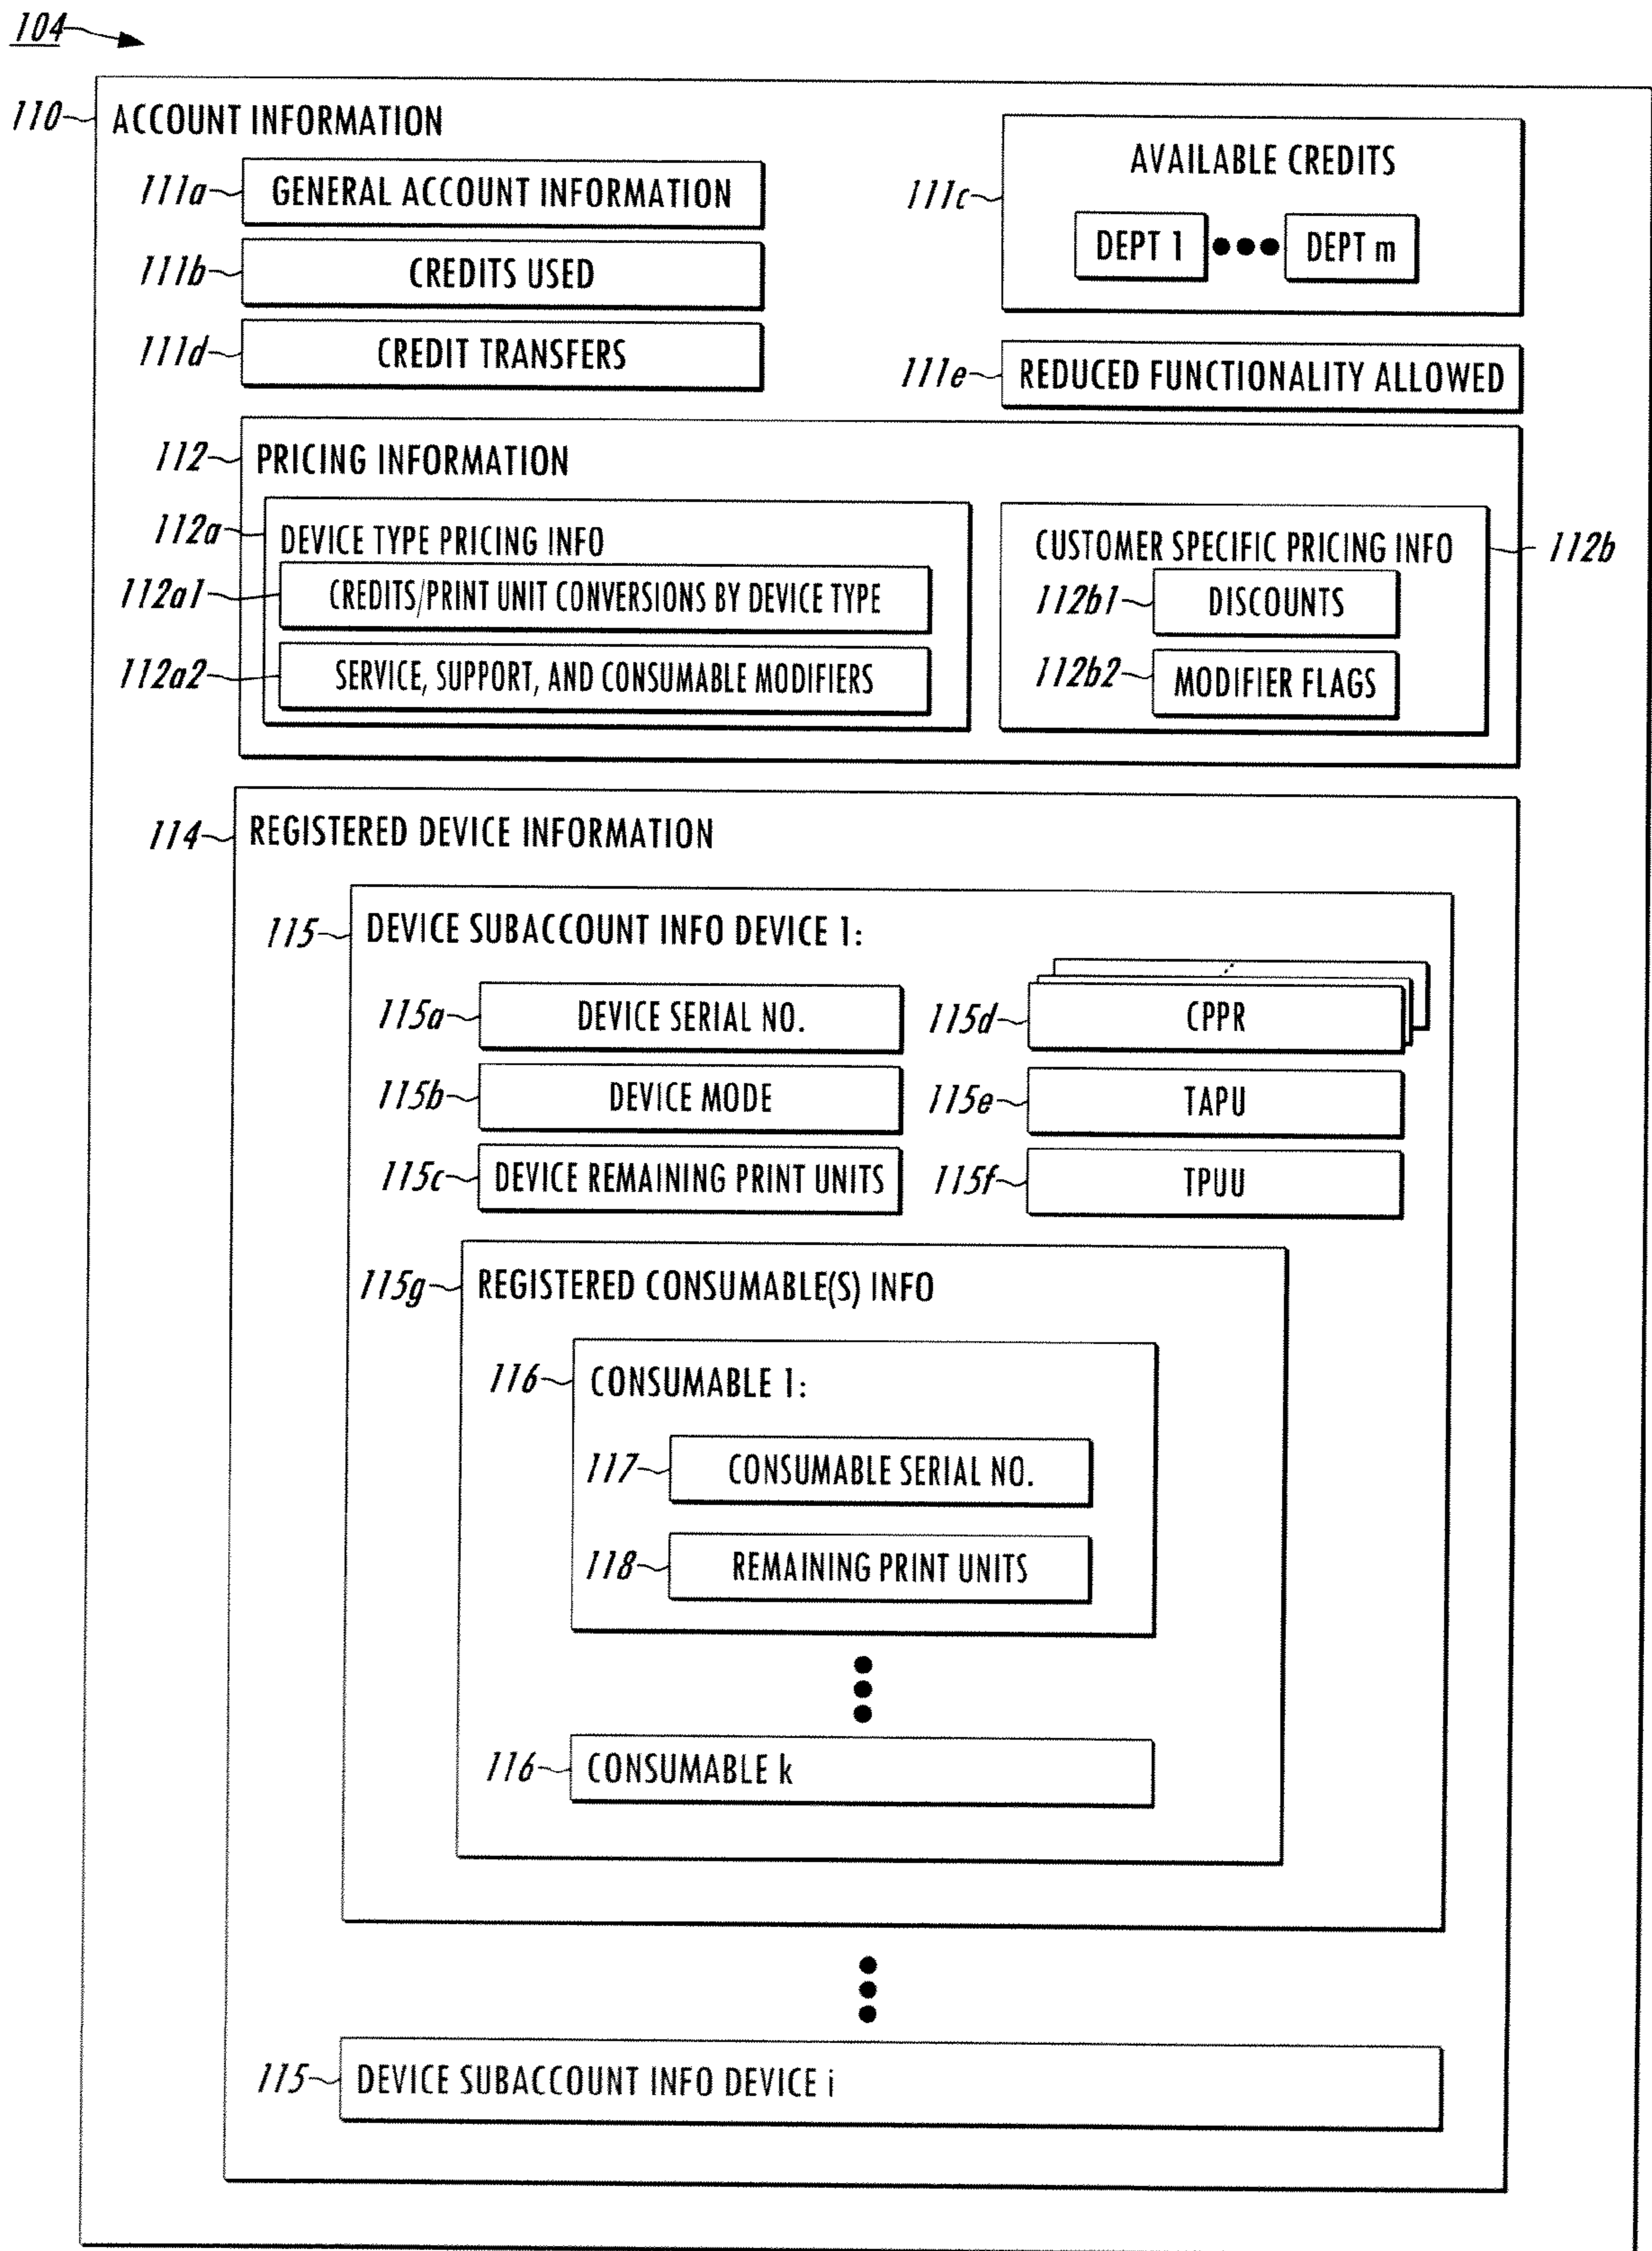 104
110 ACCOUNT INFORMATION
111a GENERAL ACCOUNT INFORMATION
111b CREDITS USED
111d CREDIT TRANSFERS
111c AVAILABLE CREDITS
DEPT 1 ••• DEPT m
111e REDUCED FUNCTIONALITY ALLOWED
112 PRICING INFORMATION
112a DEVICE TYPE PRICING INFO
112a1 CREDITS/PRINT UNIT CONVERSIONS BY DEVICE TYPE
112a2 SERVICE, SUPPORT, AND CONSUMABLE MODIFIERS
CUSTOMER SPECIFIC PRICING INFO 112b
112b1 DISCOUNTS
112b2 MODIFIER FLAGS
114 REGISTERED DEVICE INFORMATION
115 DEVICE SUBACCOUNT INFO DEVICE 1:
115a DEVICE SERIAL NO.
115b DEVICE MODE
115c DEVICE REMAINING PRINT UNITS
115d CPPR
115e TAPU
115f TPUU
115g REGISTERED CONSUMABLE(S) INFO
116 CONSUMABLE 1:
117 CONSUMABLE SERIAL NO.
118 REMAINING PRINT UNITS
116 CONSUMABLE k
115 DEVICE SUBACCOUNT INFO DEVICE i